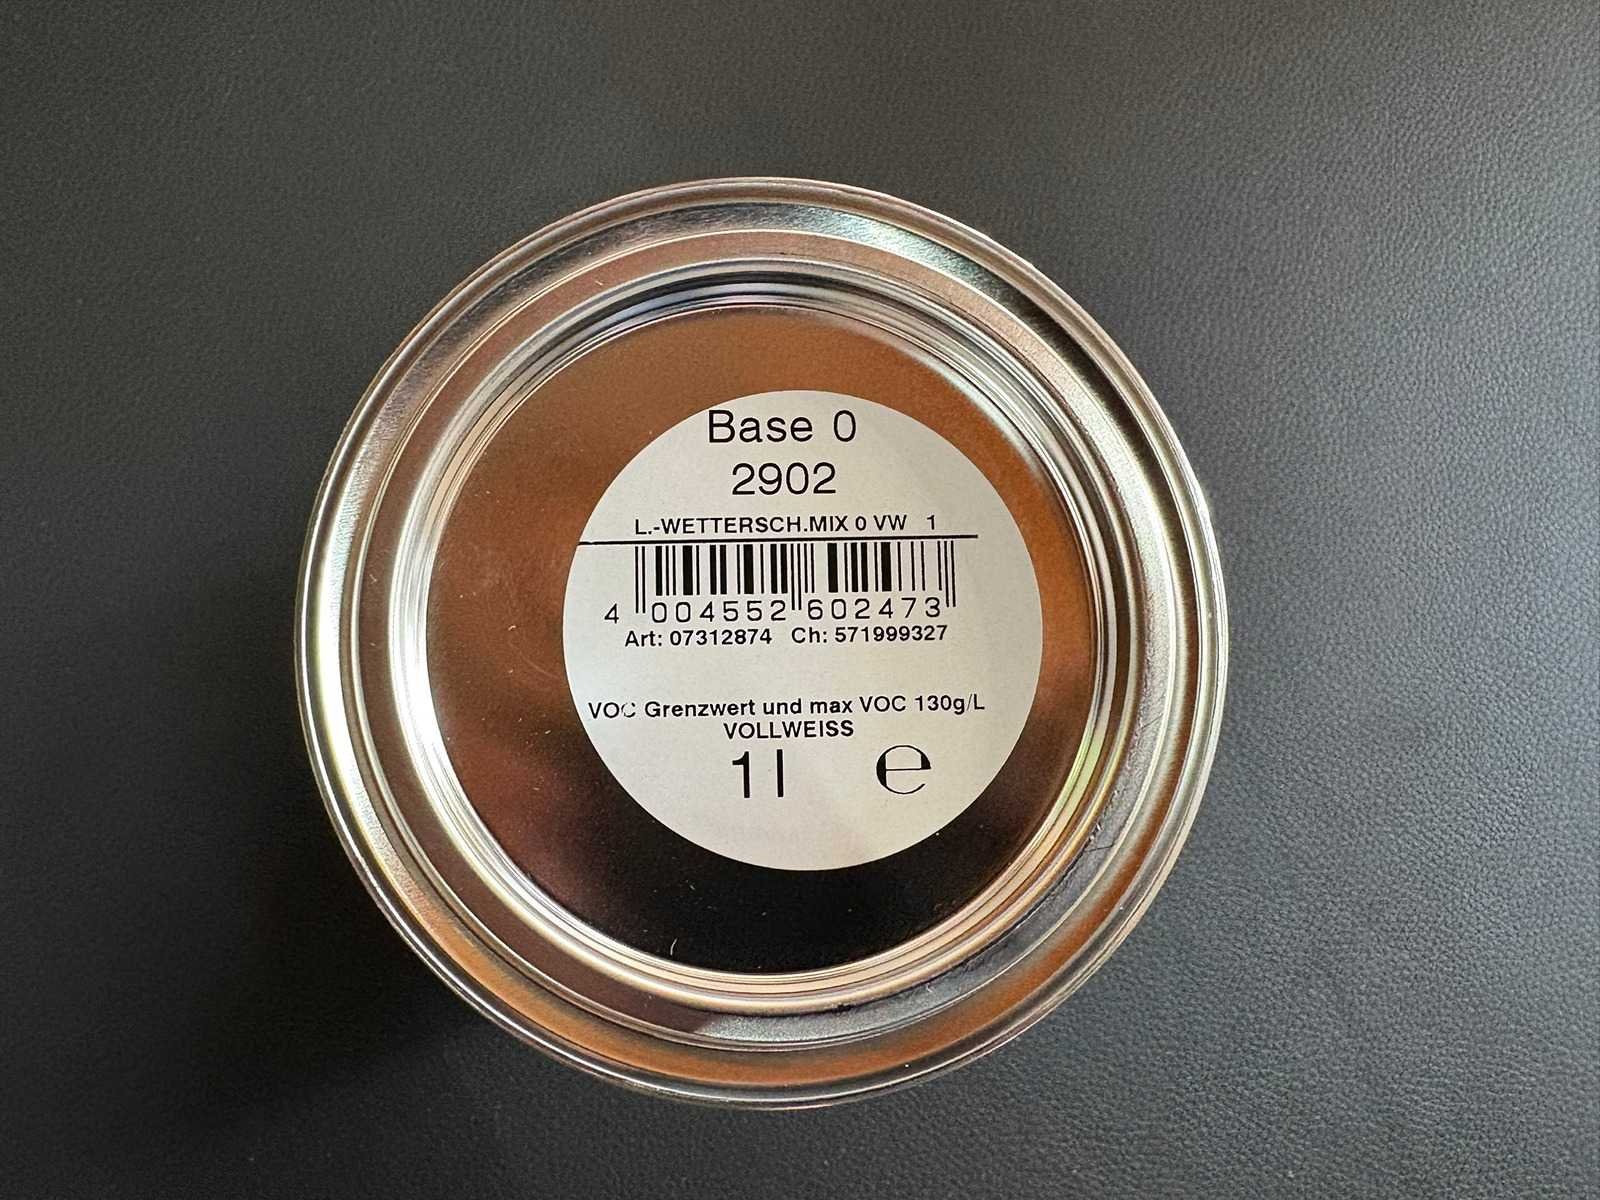 Base 0
2902
L.-WETTERSCH.MIX 0 VW 1
4 004552 602473
Art: 07312874 Ch: 571999327
VOC Grenzwert und max VOC 130g/L
VOLLWEISS
1 l ℮